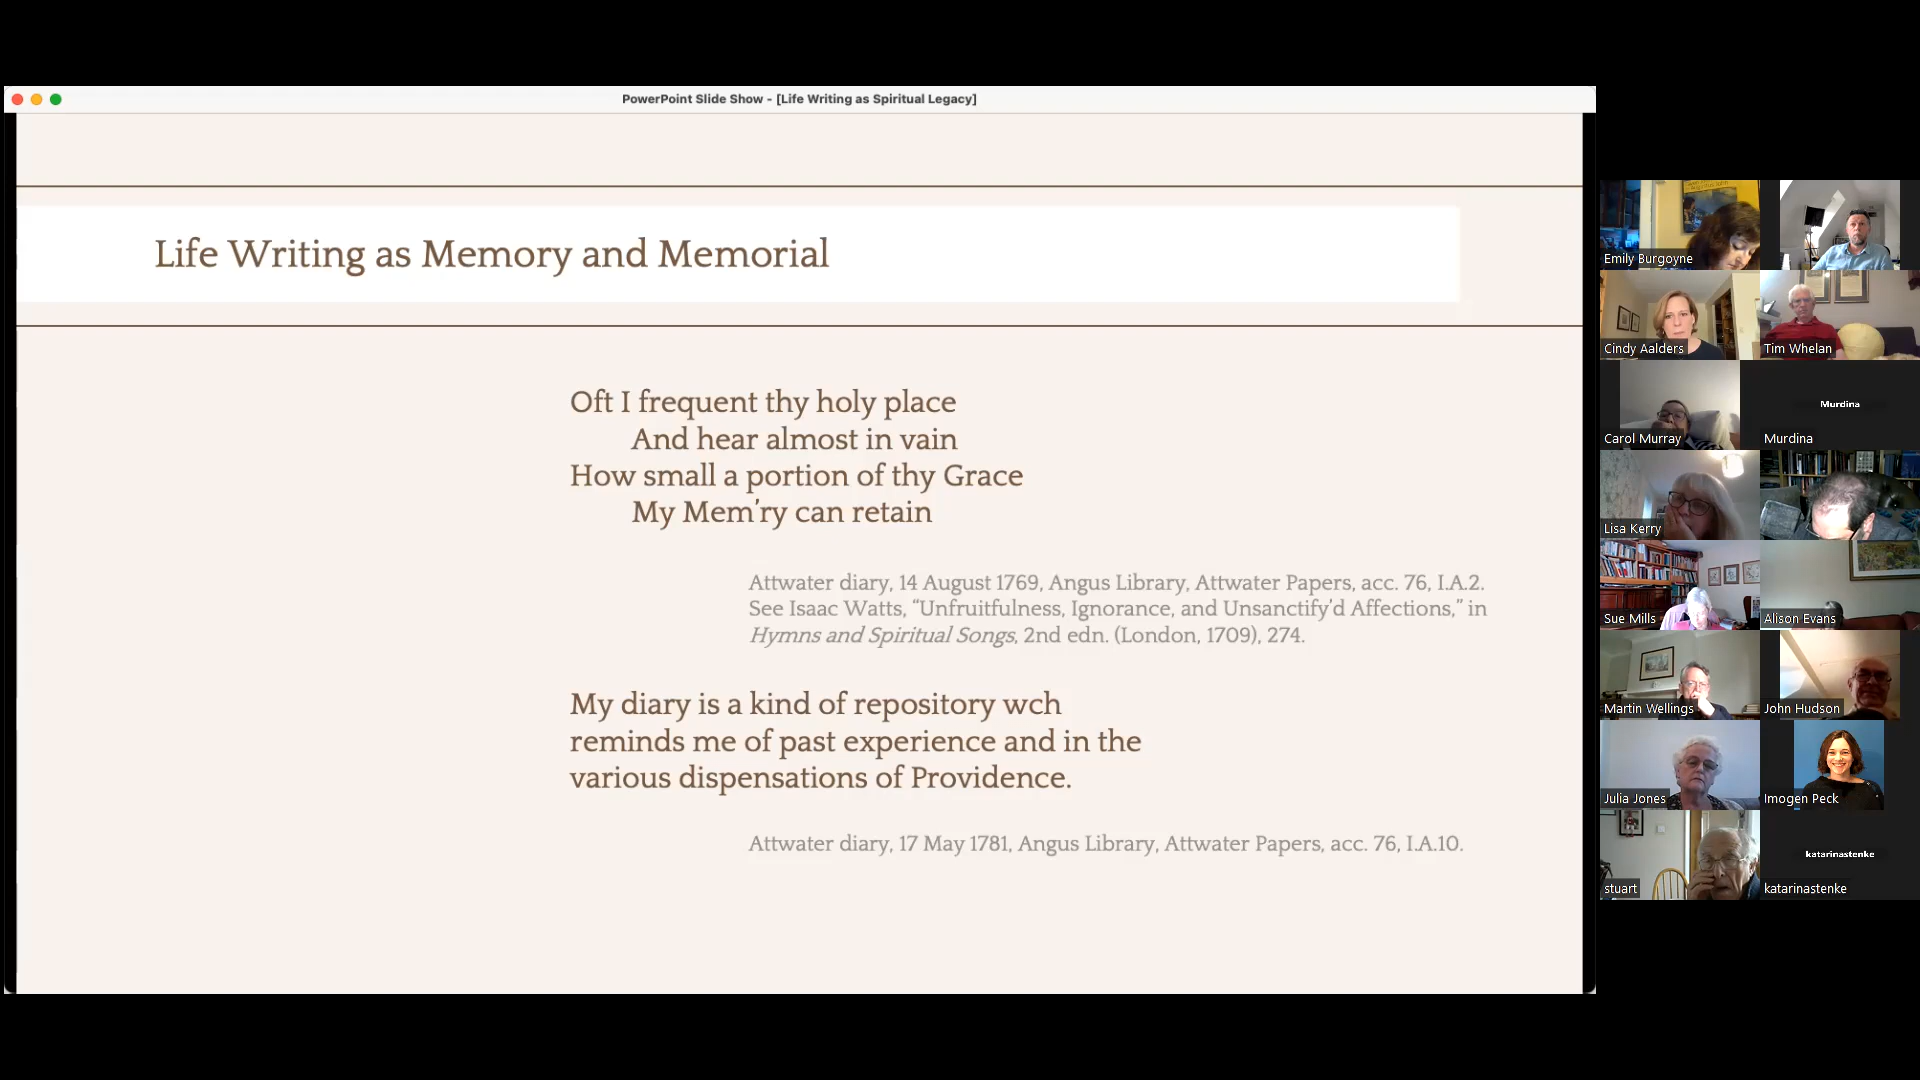 PowerPoint Slide Show - [Life Writing as Spiritual Legacy]
Life Writing as Memory and Memorial
Oft I frequent thy holy place
And hear almost in vain
How small a portion of thy Grace
My Mem'ry can retain
Attwater diary, 14 August 1769, Angus Library, Attwater Papers, acc. 76, I.A.2.
See Isaac Watts, “Unfruitfulness, Ignorance, and Unsanctify’d Affections,” in
Hymns and Spiritual Songs, 2nd edn. (London, 1709), 274.
My diary is a kind of repository wch
reminds me of past experience and in the
various dispensations of Providence.
Attwater diary, 17 May 1781, Angus Library, Attwater Papers, acc. 76, I.A.10.
Emily Burgoyne
Cindy Aalders
Tim Whelan
Carol Murray
Murdina
Murdina
Lisa Kerry
Sue Mills
Alison Evans
Martin Wellings
John Hudson
Julia Jones
Imogen Peck
stuart
katarinastenke
katarinastenke